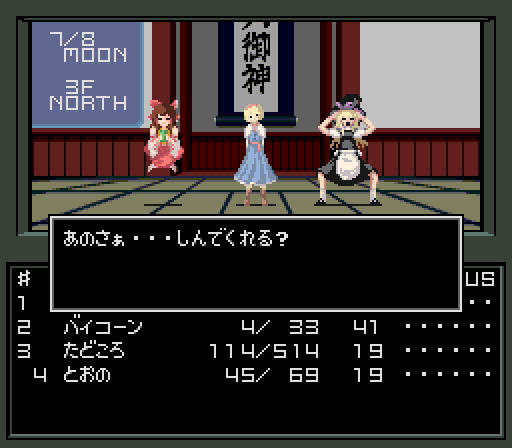 7/8
MOON
3F
NORTH
御神
あのさぁ・・・しんでくれる?
# US
1 ‥
2 バイコーン 4/ 33 41 ‥‥‥
3 たどころ 114/514 19 ‥‥‥
4 とおの 45/ 69 19 ‥‥‥